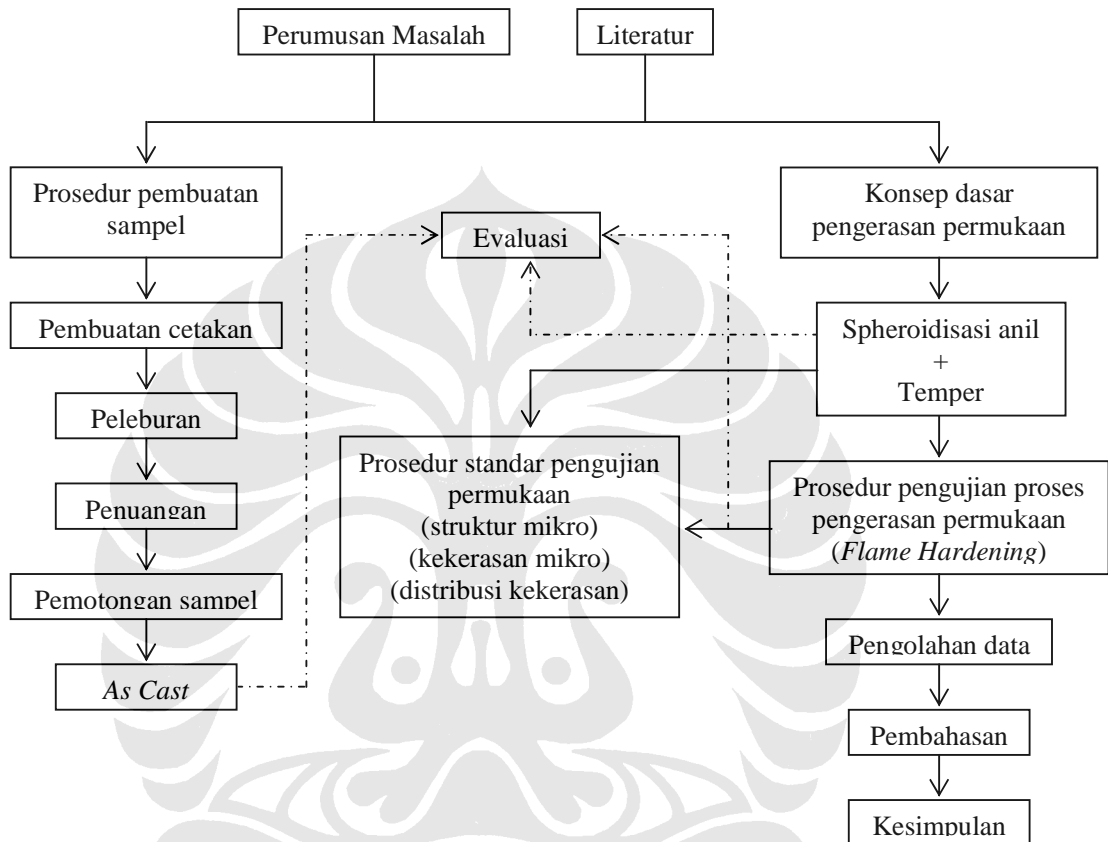 Perumusan Masalah
Literatur
Prosedur pembuatan
sampel
Konsep dasar
pengerasan permukaan
Evaluasi
Pembuatan cetakan
Spheroidisasi anil
+
Temper
Peleburan
Prosedur standar pengujian
permukaan
(struktur mikro)
(kekerasan mikro)
(distribusi kekerasan)
Prosedur pengujian proses
pengerasan permukaan
(Flame Hardening)
Penuangan
Pemotongan sampel
Pengolahan data
As Cast
Pembahasan
Kesimpulan